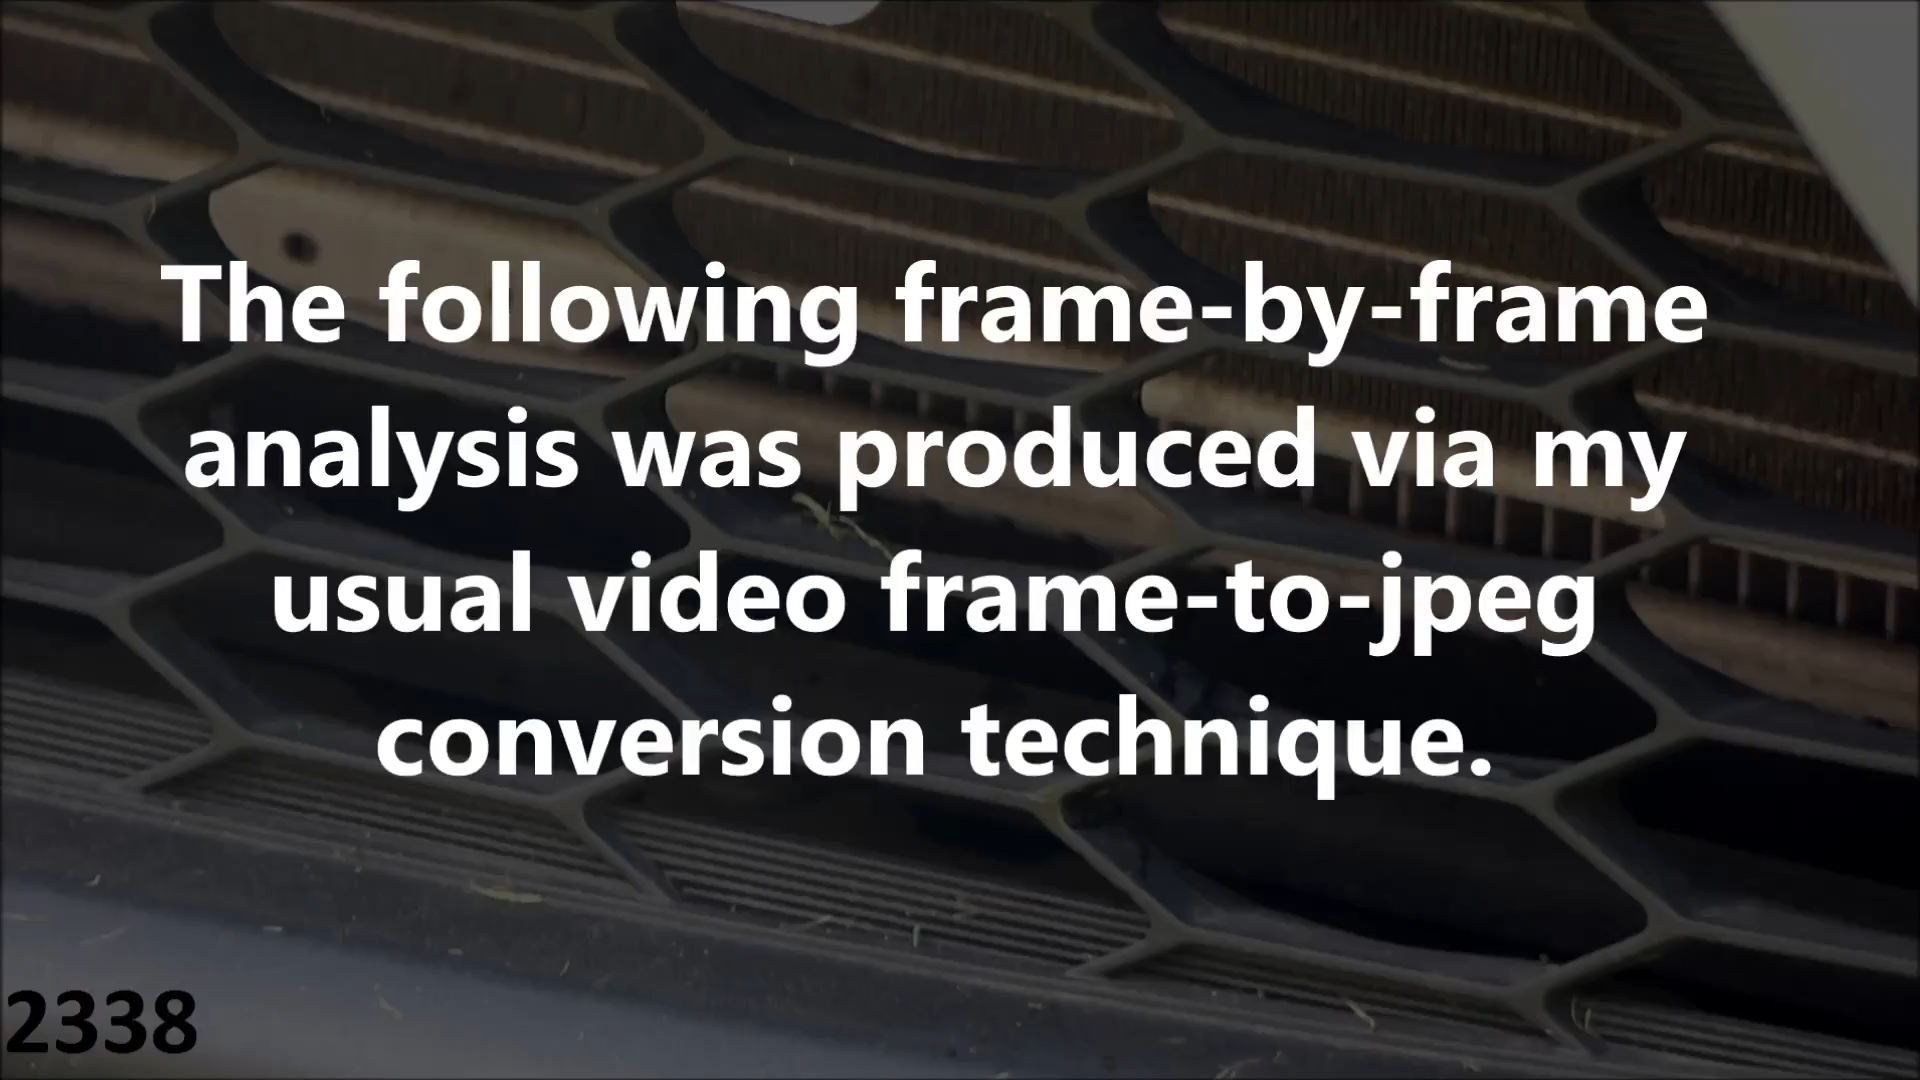 The following frame-by-frame
analysis was produced via my
usual video frame-to-jpeg
conversion technique.
2338